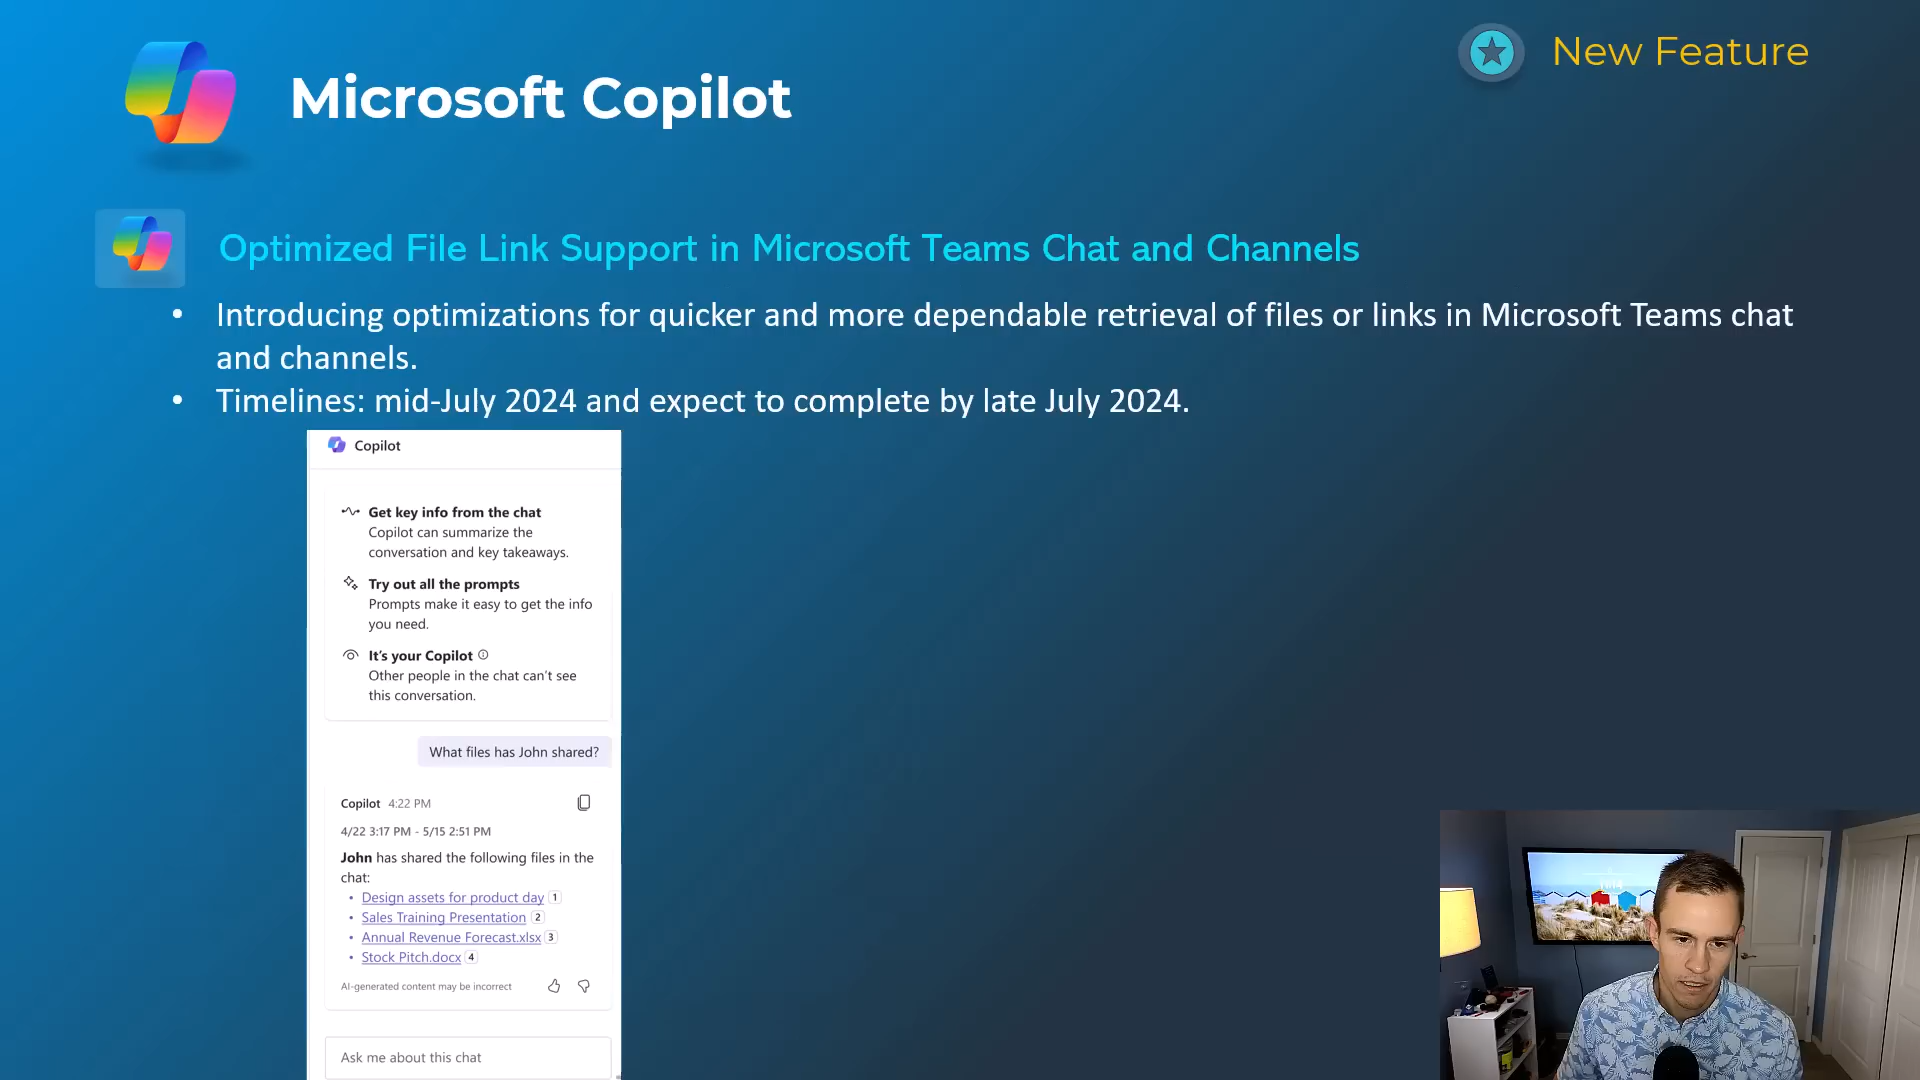 New Feature
Microsoft Copilot
Optimized File Link Support in Microsoft Teams Chat and Channels
• Introducing optimizations for quicker and more dependable retrieval of files or links in Microsoft Teams chat
and channels.
• Timelines: mid-July 2024 and expect to complete by late July 2024.
Copilot
Get key info from the chat
Copilot can summarize the
conversation and key takeaways.
Try out all the prompts
Prompts make it easy to get the info
you need.
It's your Copilot
Other people in the chat can't see
this conversation.
What files has John shared?
Copilot 4:22 PM
4/22 3:17 PM - 5/15 2:51 PM
John has shared the following files in the
chat:
• Design assets for product day 1
• Sales Training Presentation 2
• Annual Revenue Forecast.xlsx 3
• Stock Pitch.docx 4
AI-generated content may be incorrect
Ask me about this chat